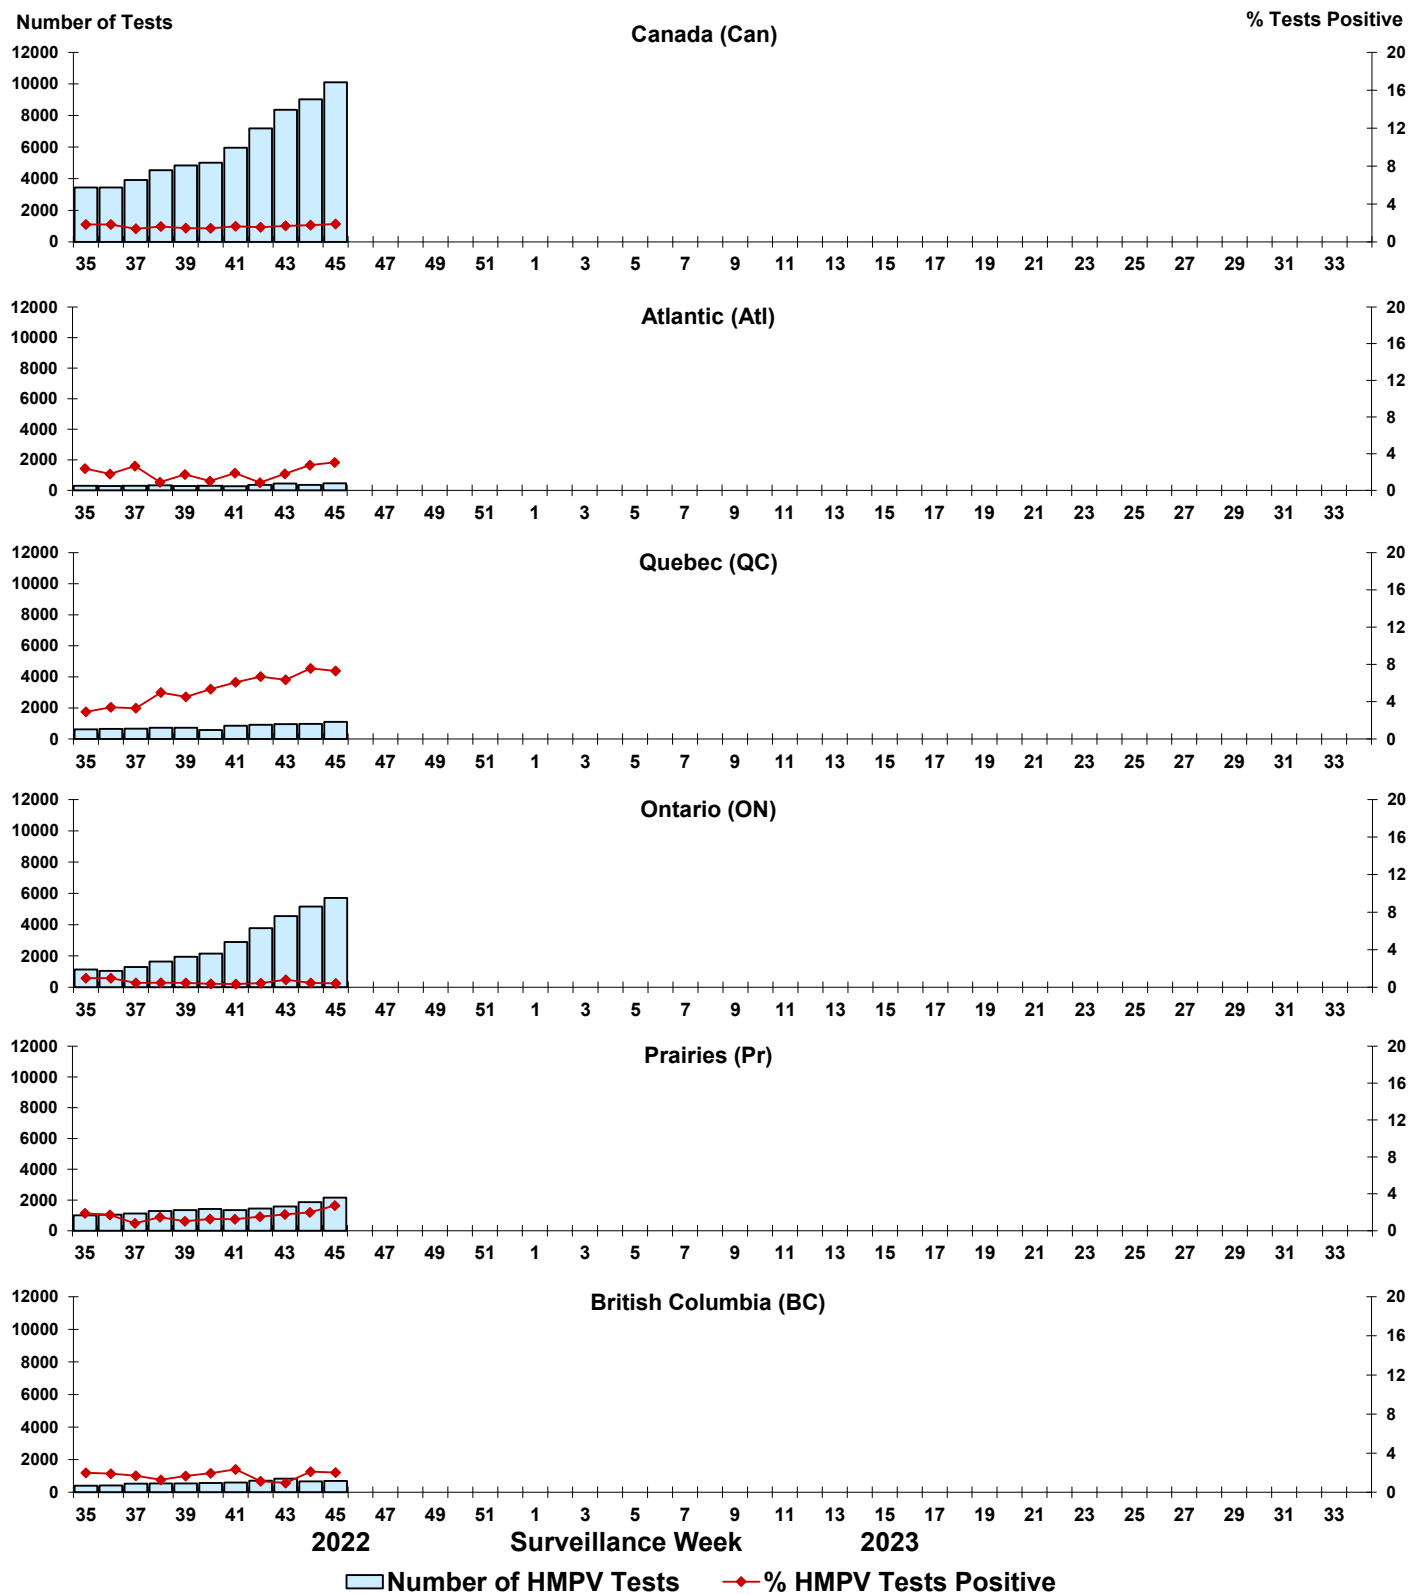 Number of Tests
% Tests Positive
Canada (Can)
12000 20
10000 16
8000 12
6000 8
4000 4
2000 0
0
35 37 39 41 43 45 47 49 51 1 3 5 7 9 11 13 15 17 19 21 23 25 27 29 31 33
Atlantic (Atl)
12000 20
10000 16
8000 12
6000 8
4000 4
2000 0
0
35 37 39 41 43 45 47 49 51 1 3 5 7 9 11 13 15 17 19 21 23 25 27 29 31 33
Quebec (QC)
12000 20
10000 16
8000 12
6000 8
4000 4
2000 0
0
35 37 39 41 43 45 47 49 51 1 3 5 7 9 11 13 15 17 19 21 23 25 27 29 31 33
Ontario (ON)
12000 20
10000 16
8000 12
6000 8
4000 4
2000 0
0
35 37 39 41 43 45 47 49 51 1 3 5 7 9 11 13 15 17 19 21 23 25 27 29 31 33
Prairies (Pr)
12000 20
10000 16
8000 12
6000 8
4000 4
2000 0
0
35 37 39 41 43 45 47 49 51 1 3 5 7 9 11 13 15 17 19 21 23 25 27 29 31 33
British Columbia (BC)
12000 20
10000 16
8000 12
6000 8
4000 4
2000 0
0
35 37 39 41 43 45 47 49 51 1 3 5 7 9 11 13 15 17 19 21 23 25 27 29 31 33
2022 Surveillance Week 2023
Number of HMPV Tests % HMPV Tests Positive